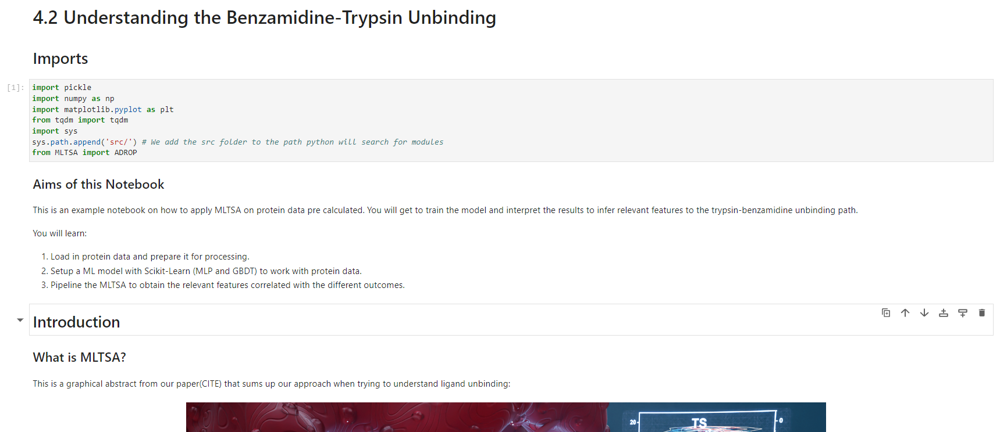 4.2 Understanding the Benzamidine-Trypsin Unbinding
Imports
[1]:
import pickle
import numpy as np
import matplotlib.pyplot as plt
from tqdm import tqdm
import sys
sys.path.append('src/') # We add the src folder to the path python will search for modules
from MLTSA import ADROP
Aims of this Notebook
This is an example notebook on how to apply MLTSA on protein data pre calculated. You will get to train the model and interpret the results to infer relevant features to the trypsin-benzamidine unbinding path.
You will learn:
1. Load in protein data and prepare it for processing.
2. Setup a ML model with Scikit-Learn (MLP and GBDT) to work with protein data.
3. Pipeline the MLTSA to obtain the relevant features correlated with the different outcomes.
Introduction
What is MLTSA?
This is a graphical abstract from our paper(CITE) that sums up our approach when trying to understand ligand unbinding:
20
TS
0